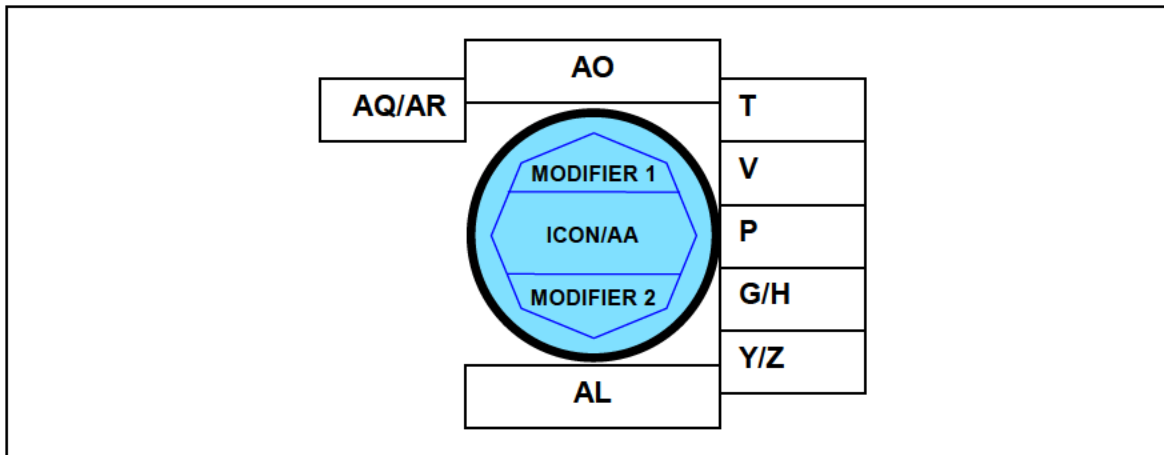 AO
AQ/AR
T
MODIFIER 1
V
ICON/AA
P
MODIFIER 2
G/H
Y/Z
AL